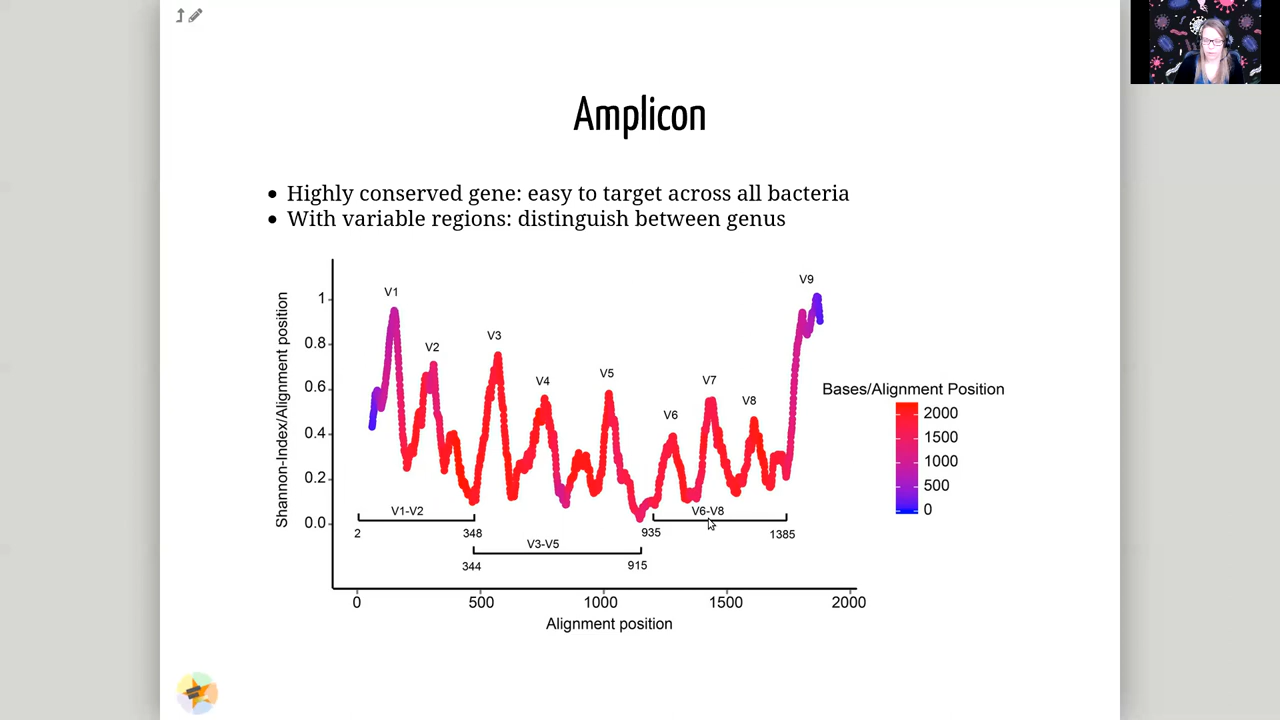 Amplicon
Highly conserved gene: easy to target across all bacteria
With variable regions: distinguish between genus
V9
V1
V2
V3
V4
V5
V6
V7
V8
1
0.8
0.6
0.4
0.2
0.0
Shannon-Index/Alignment position
Bases/Alignment Position
2000
1500
1000
500
0
V1-V2
V6-V8
2
348
935
1385
V3-V5
344
915
0
500
1000
1500
2000
Alignment position